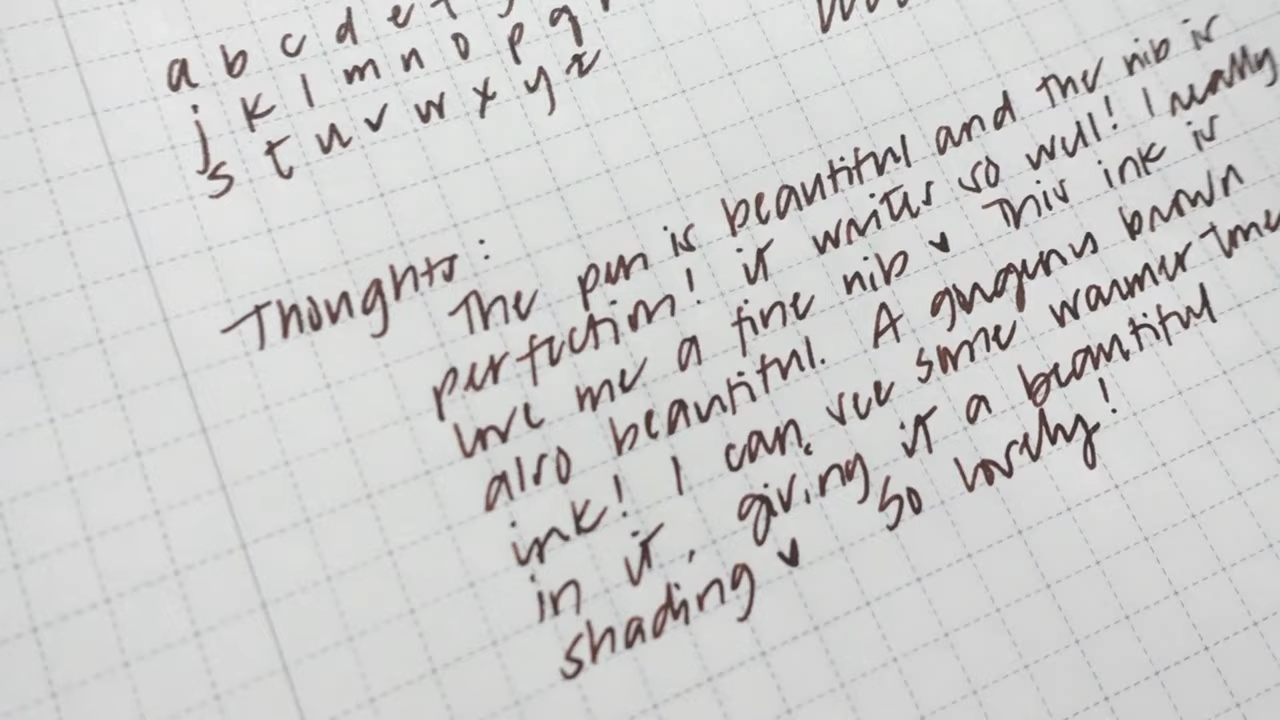 a b c d e f
j k l m n o p q
s t u v w x y z
Thoughts:
The pen is beautiful and the nib is
perfection! it writes so well! I really
love me a fine nib ♥ This ink is
also beautiful. A gorgeous brown
ink! I can see some warmer tone
in it, giving it a beautiful
shading ♥ So lovely!